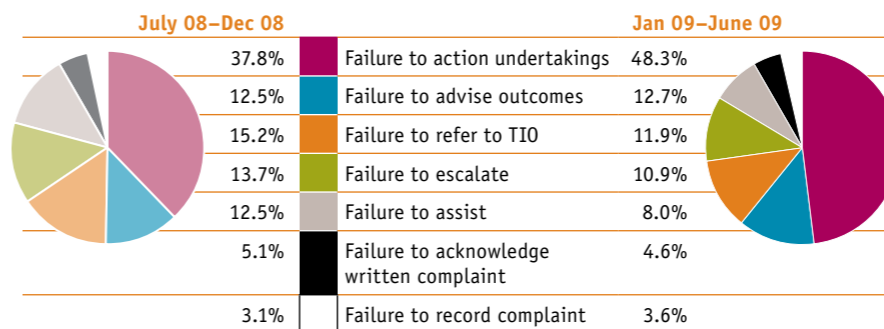 July 08–Dec 08 Jan 09–June 09
37.8% Failure to action undertakings 48.3%
12.5% Failure to advise outcomes 12.7%
15.2% Failure to refer to TIO 11.9%
13.7% Failure to escalate 10.9%
12.5% Failure to assist 8.0%
5.1% Failure to acknowledge 4.6%
written complaint
3.1% Failure to record complaint 3.6%